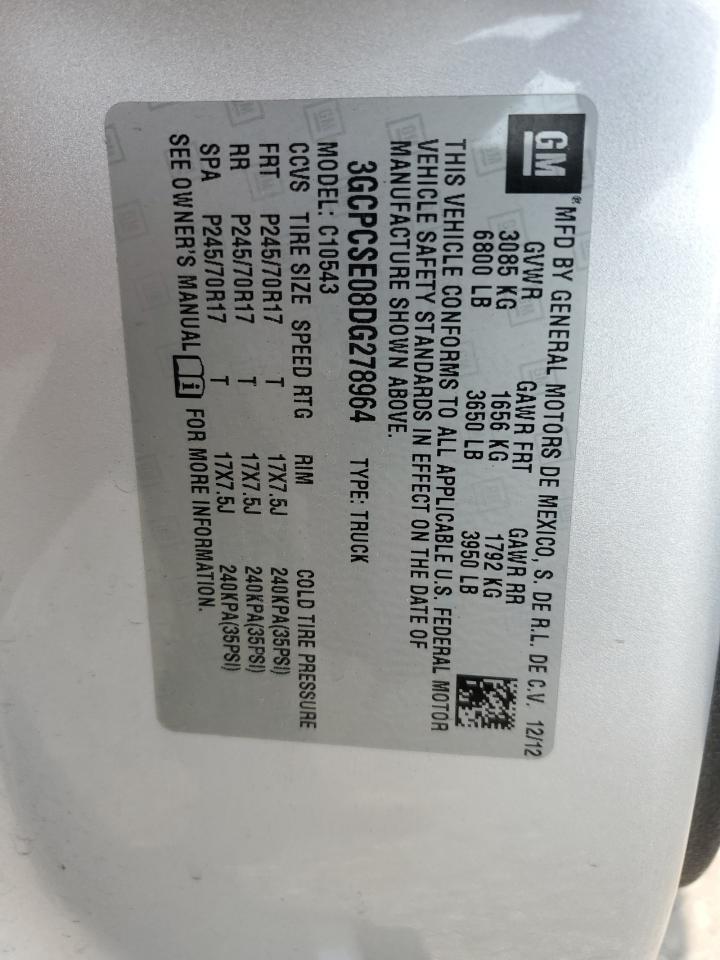 GM® MFD BY GENERAL MOTORS DE MEXICO, S. DE R.L. DE C.V. 12/12
GVWR GAWR FRT GAWR RR
3085 KG 1656 KG 1792 KG
6800 LB 3650 LB 3950 LB
THIS VEHICLE CONFORMS TO ALL APPLICABLE U.S. FEDERAL MOTOR
VEHICLE SAFETY STANDARDS IN EFFECT ON THE DATE OF
MANUFACTURE SHOWN ABOVE.
3GCPCSE08DG278964 TYPE: TRUCK
MODEL: C10543
CCVS TIRE SIZE SPEED RTG RIM COLD TIRE PRESSURE
FRT P245/70R17 T 17X7.5J 240KPA(35PSI)
RR P245/70R17 T 17X7.5J 240KPA(35PSI)
SPA P245/70R17 T 17X7.5J 240KPA(35PSI)
SEE OWNER'S MANUAL i FOR MORE INFORMATION.